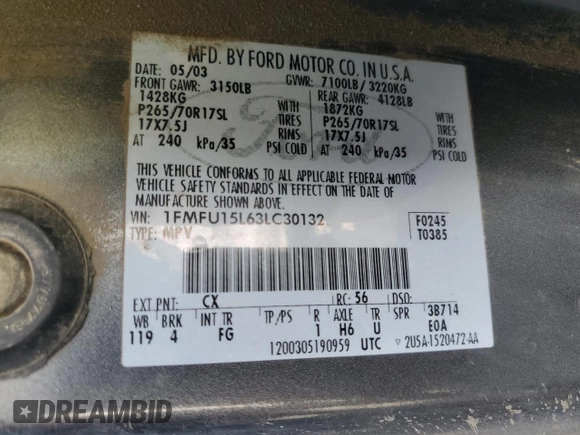 MFD. BY FORD MOTOR CO. IN U.S.A.
DATE: 05/03 GVWR: 7100LB/ 3220KG
FRONT GAWR: 3150LB REAR GAWR: 4128LB
1428KG WITH 1872KG WITH
P265/70R17SL TIRES P265/70R17SL TIRES
17X7.5J RIMS 17X7.5J RIMS
AT 240 kPa/35 PSI COLD AT 240 kPa/35 PSI COLD
Ford
THIS VEHICLE CONFORMS TO ALL APPLICABLE FEDERAL MOTOR
VEHICLE SAFETY STANDARDS IN EFFECT ON THE DATE OF
MANUFACTURE SHOWN ABOVE.
VIN: 1FMFU15L63LC30132 F0245
TYPE: MPV T0385
EXT PNT: CX RC: 56 DSO:
WB BRK INT TR TP/PS R AXLE TR SPR 3B714
119 4 FG 1 H6 U E0A
1200305190959 UTC ▽ 2U5A-1520472-AA
DREAMBID